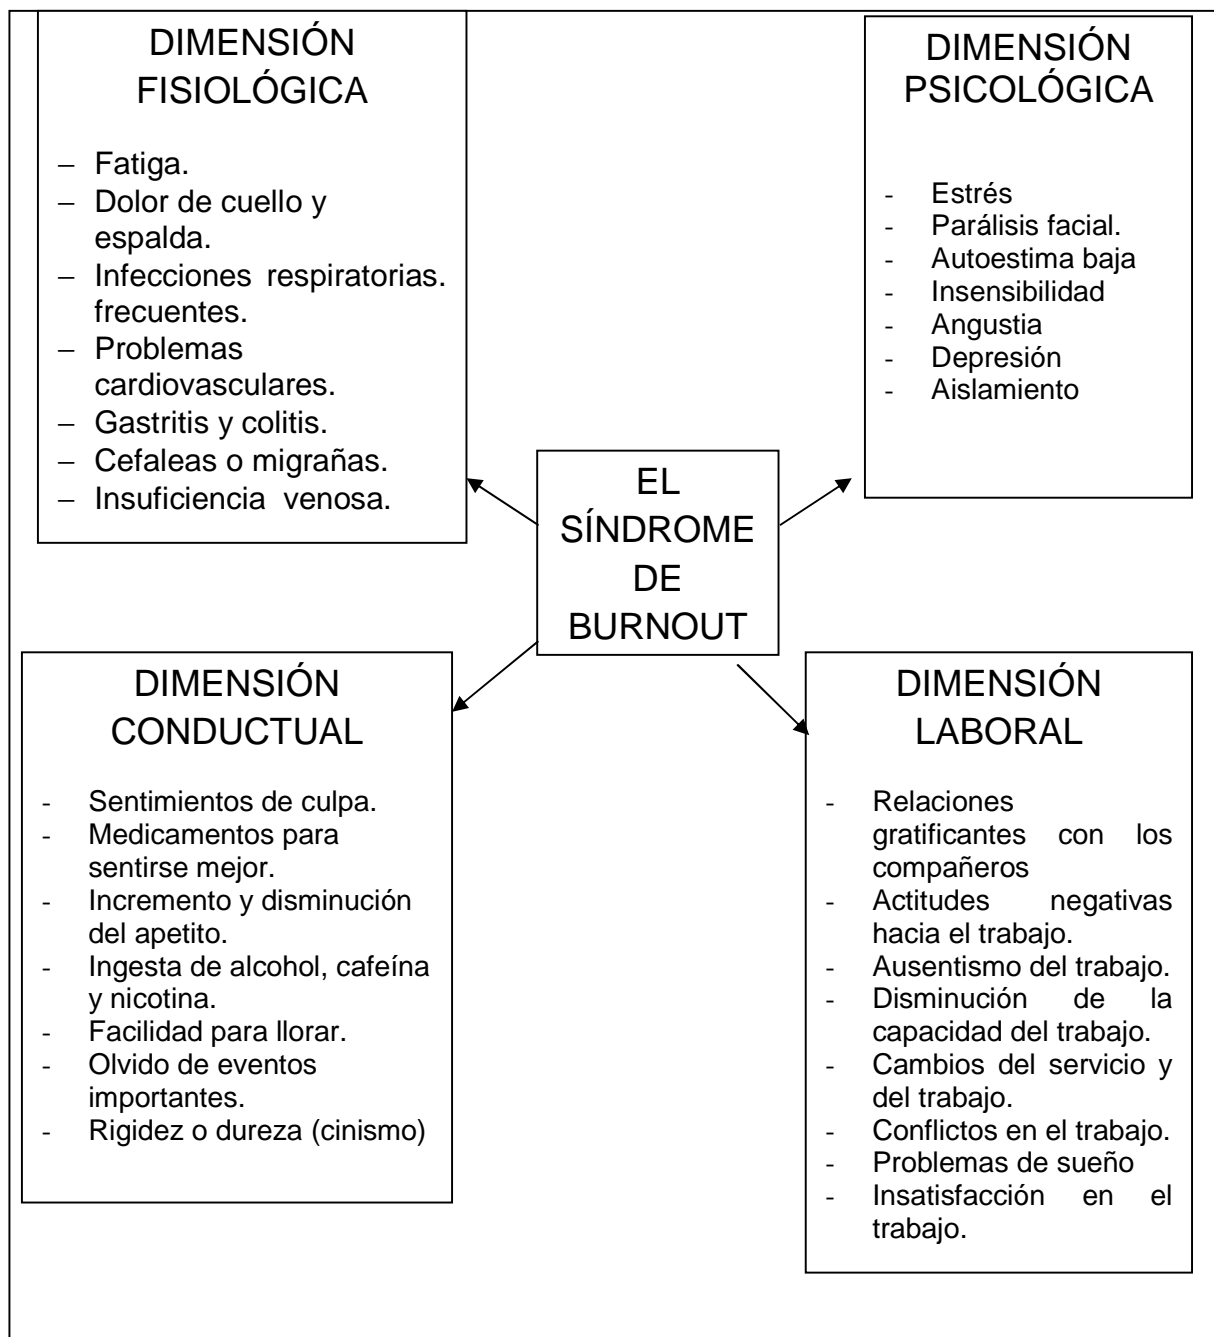 DIMENSIÓN
FISIOLÓGICA
– Fatiga.
– Dolor de cuello y
espalda.
– Infecciones respiratorias.
frecuentes.
– Problemas
cardiovasculares.
– Gastritis y colitis.
– Cefaleas o migrañas.
– Insuficiencia venosa.
DIMENSIÓN
PSICOLÓGICA
- Estrés
- Parálisis facial.
- Autoestima baja
- Insensibilidad
- Angustia
- Depresión
- Aislamiento
EL
SÍNDROME
DE
BURNOUT
DIMENSIÓN
CONDUCTUAL
- Sentimientos de culpa.
- Medicamentos para
sentirse mejor.
- Incremento y disminución
del apetito.
- Ingesta de alcohol, cafeína
y nicotina.
- Facilidad para llorar.
- Olvido de eventos
importantes.
- Rigidez o dureza (cinismo)
DIMENSIÓN
LABORAL
- Relaciones
gratificantes con los
compañeros
- Actitudes negativas
hacia el trabajo.
- Ausentismo del trabajo.
- Disminución de la
capacidad del trabajo.
- Cambios del servicio y
del trabajo.
- Conflictos en el trabajo.
- Problemas de sueño
- Insatisfacción en el
trabajo.